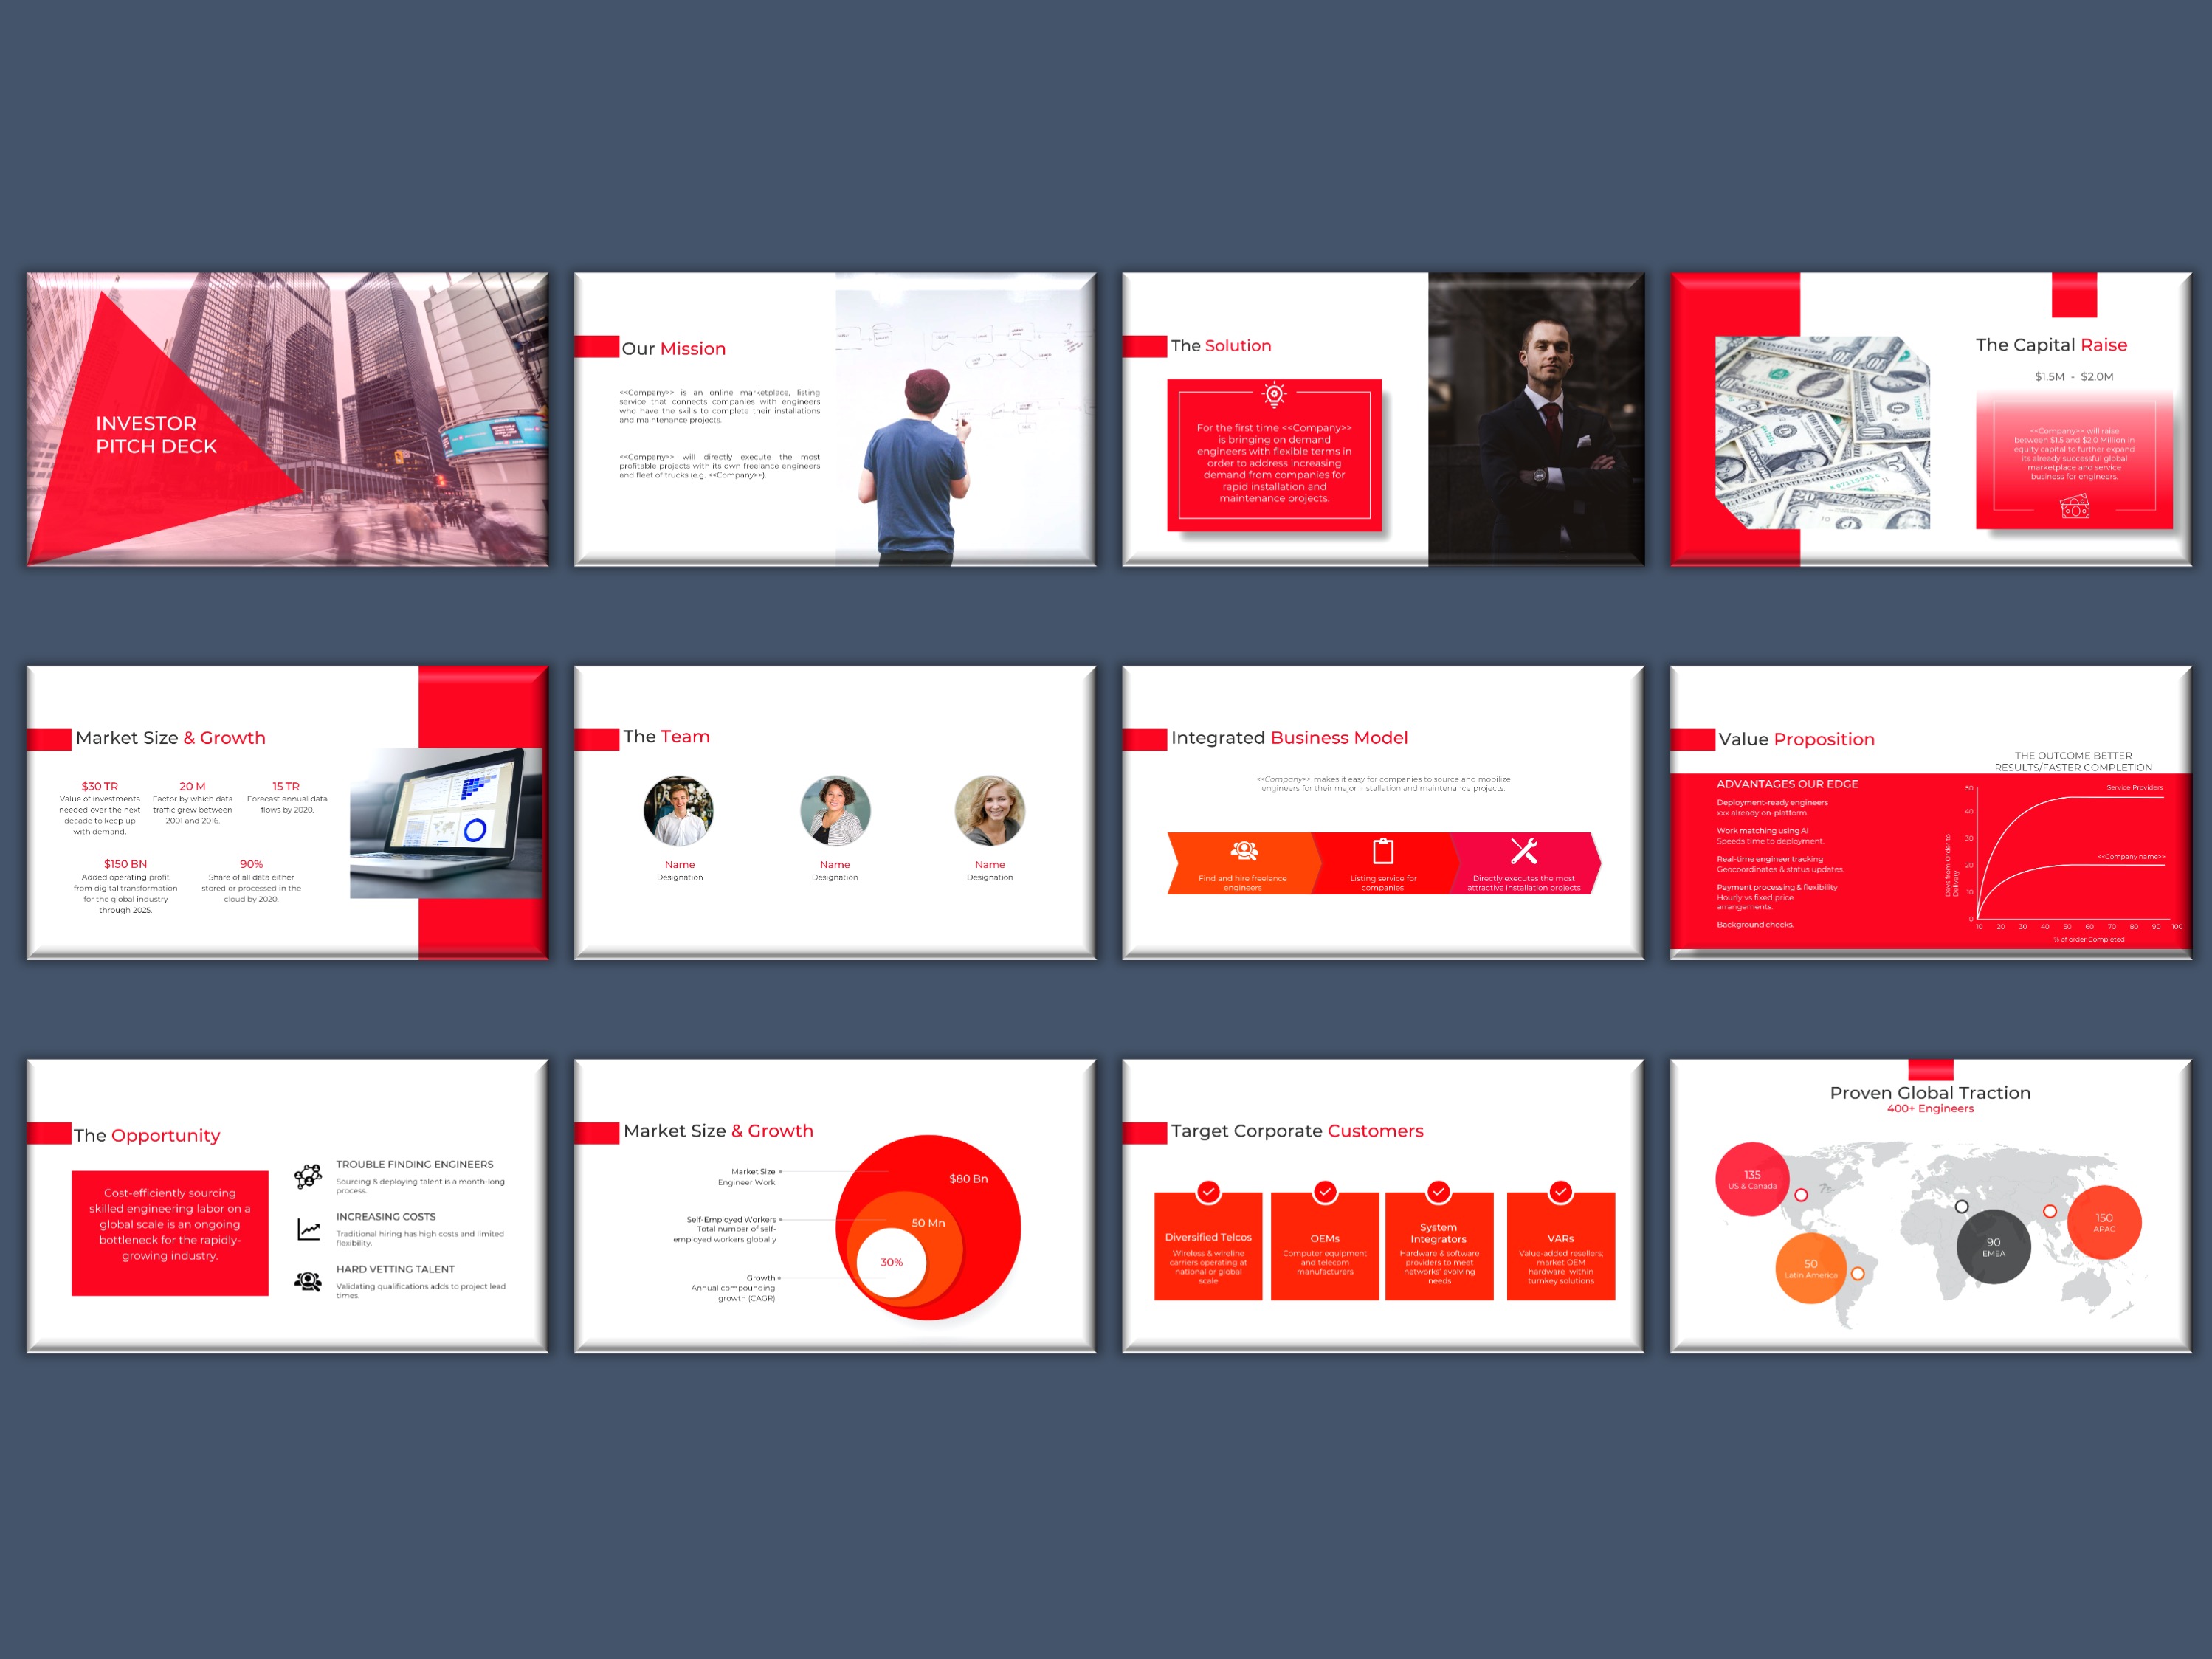 INVESTOR
PITCH DECK
Our Mission
<<Company>> is an online marketplace, listing
service that connects companies with engineers
who have the skills to complete their installations
and maintenance projects.
<<Company>> will directly execute the most
profitable projects with its own freelance engineers
and fleet of trucks (e.g. <<Company>>).
The Solution
For the first time <<Company>>
is bringing on demand
engineers with flexible terms in
order to address increasing
demand from companies for
rapid installation and
maintenance projects.
The Capital Raise
$1.5M - $2.0M
<<Company>> will raise
between $1.5 and $2.0 Million in
equity capital to further expand
its already successful global
marketplace and service
business for engineers.
Market Size & Growth
$30 TR
Value of investments
needed over the next
decade to keep up
with demand.
20 M
Factor by which data
traffic grew between
2001 and 2016.
15 TR
Forecast annual data
flows by 2020.
$150 BN
Added operating profit
from digital transformation
for the global industry
through 2025.
90%
Share of all data either
stored or processed in the
cloud by 2020.
The Team
Name
Designation
Name
Designation
Name
Designation
Integrated Business Model
<<Company>> makes it easy for companies to source and mobilize
engineers for their major installation and maintenance projects.
Find and hire freelance
engineers
Listing service for
companies
Directly executes the most
attractive installation projects
Value Proposition
THE OUTCOME BETTER
RESULTS/FASTER COMPLETION
ADVANTAGES OUR EDGE
Deployment-ready engineers
xxx already on-platform.
Work matching using AI
Speeds time to deployment.
Real-time engineer tracking
Geocoordinates & status updates.
Payment processing & flexibility
Hourly vs fixed price
arrangements.
Background checks.
Days from Order to
Delivery
50
40
30
20
10
0
Service Providers
<<Company name>>
10 20 30 40 50 60 70 80 90 100
% of order Completed
The Opportunity
Cost-efficiently sourcing
skilled engineering labor on a
global scale is an ongoing
bottleneck for the rapidly-
growing industry.
TROUBLE FINDING ENGINEERS
Sourcing & deploying talent is a month-long
process.
INCREASING COSTS
Traditional hiring has high costs and limited
flexibility.
HARD VETTING TALENT
Validating qualifications adds to project lead
times.
Market Size & Growth
Market Size
Engineer Work
Self-Employed Workers
Total number of self-
employed workers globally
Growth
Annual compounding
growth (CAGR)
$80 Bn
50 Mn
30%
Target Corporate Customers
Diversified Telcos
Wireless & wireline
carriers operating at
national or global
scale
OEMs
Computer equipment
and telecom
manufacturers
System
Integrators
Hardware & software
providers to meet
networks' evolving
needs
VARs
Value-added resellers;
market OEM
hardware within
turnkey solutions
Proven Global Traction
400+ Engineers
135
US & Canada
50
Latin America
90
EMEA
150
APAC